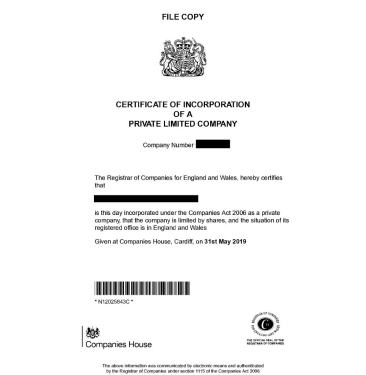 FILE COPY
CERTIFICATE OF INCORPORATION
OF A
PRIVATE LIMITED COMPANY
Company Number
The Registrar of Companies for England and Wales, hereby certifies
that
is this day incorporated under the Companies Act 2006 as a private
company, that the company is limited by shares, and the situation of its
registered office is in England and Wales
Given at Companies House, Cardiff, on 31st May 2019
* N12025843C *
Companies House
THE OFFICIAL SEAL OF THE
REGISTRAR OF COMPANIES
The above information was communicated by electronic means and authenticated
by the Registrar of Companies under section 1115 of the Companies Act 2006